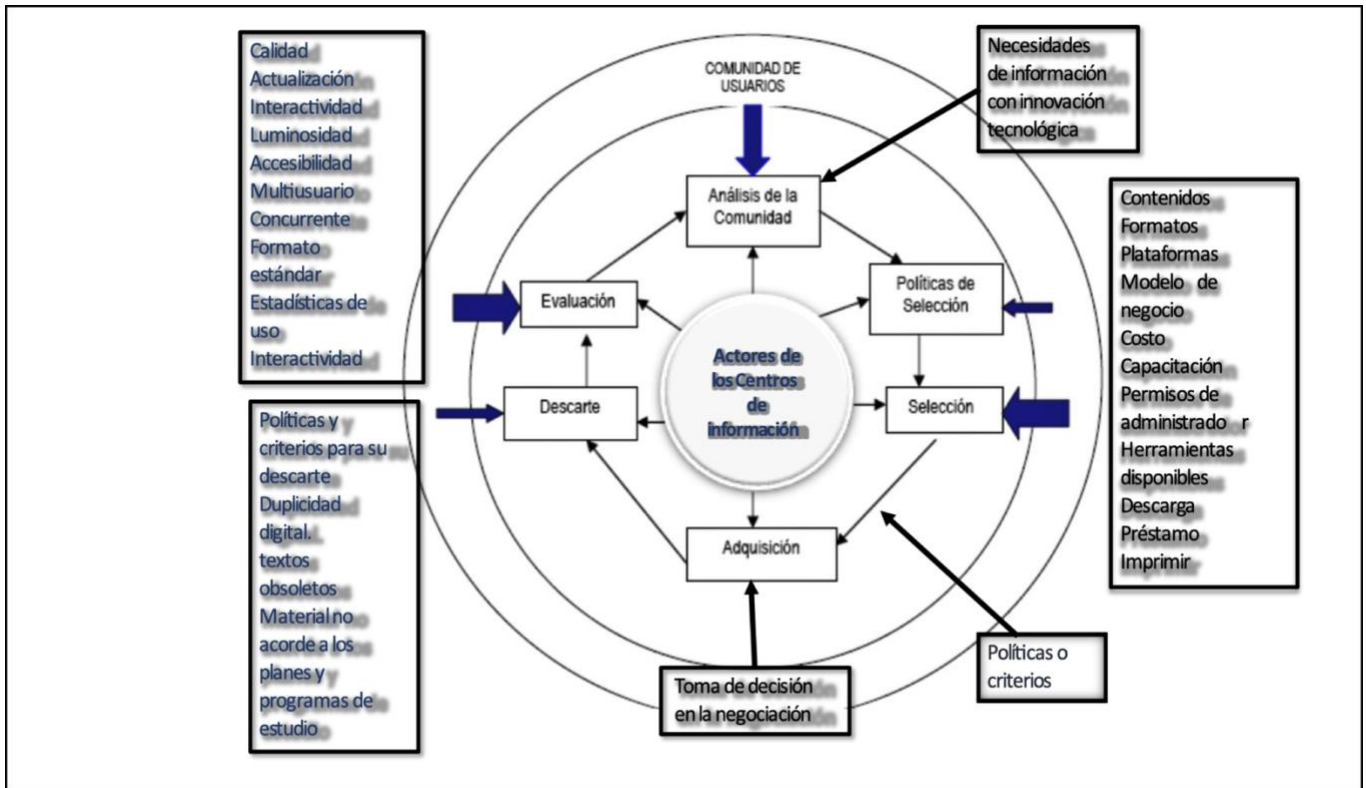 Calidad
Actualización
Interactividad
Luminosidad
Accesibilidad
Multiusuario
Concurrente
Formato
estándar
Estadísticas de
uso
Interactividad
Políticas y
criterios para su
descarte
Duplicidad
digital.
textos
obsoletos
Material no
acorde a los
planes y
programas de
estudio
COMUNIDAD DE
USUARIOS
Análisis de la
Comunidad
Evaluación
Políticas de
Selección
Actores de
los Centros
de
información
Descarte
Selección
Adquisición
Toma de decisión
en la negociación
Necesidades
de información
con innovación
tecnológica
Contenidos
Formatos
Plataformas
Modelo de
negocio
Costo
Capacitación
Permisos de
administrado r
Herramientas
disponibles
Descarga
Préstamo
Imprimir
Políticas o
criterios